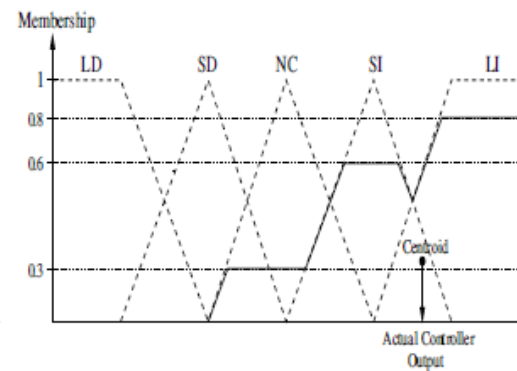 Membership
LD SD NC SI LI
1
0.8
0.6
0.3
Centroid
Actual Controller
Output